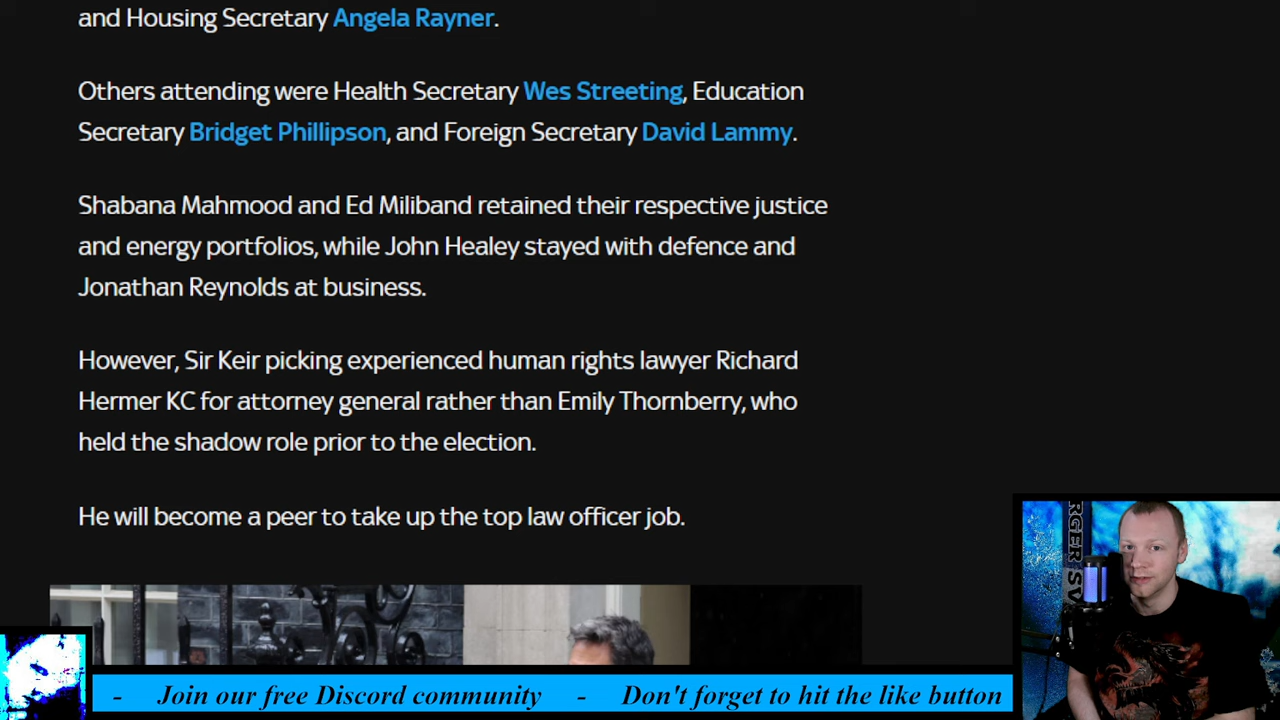 and Housing Secretary Angela Rayner.
Others attending were Health Secretary Wes Streeting, Education
Secretary Bridget Phillipson, and Foreign Secretary David Lammy.
Shabana Mahmood and Ed Miliband retained their respective justice
and energy portfolios, while John Healey stayed with defence and
Jonathan Reynolds at business.
However, Sir Keir picking experienced human rights lawyer Richard
Hermer KC for attorney general rather than Emily Thornberry, who
held the shadow role prior to the election.
He will become a peer to take up the top law officer job.
- Join our free Discord community - Don't forget to hit the like button